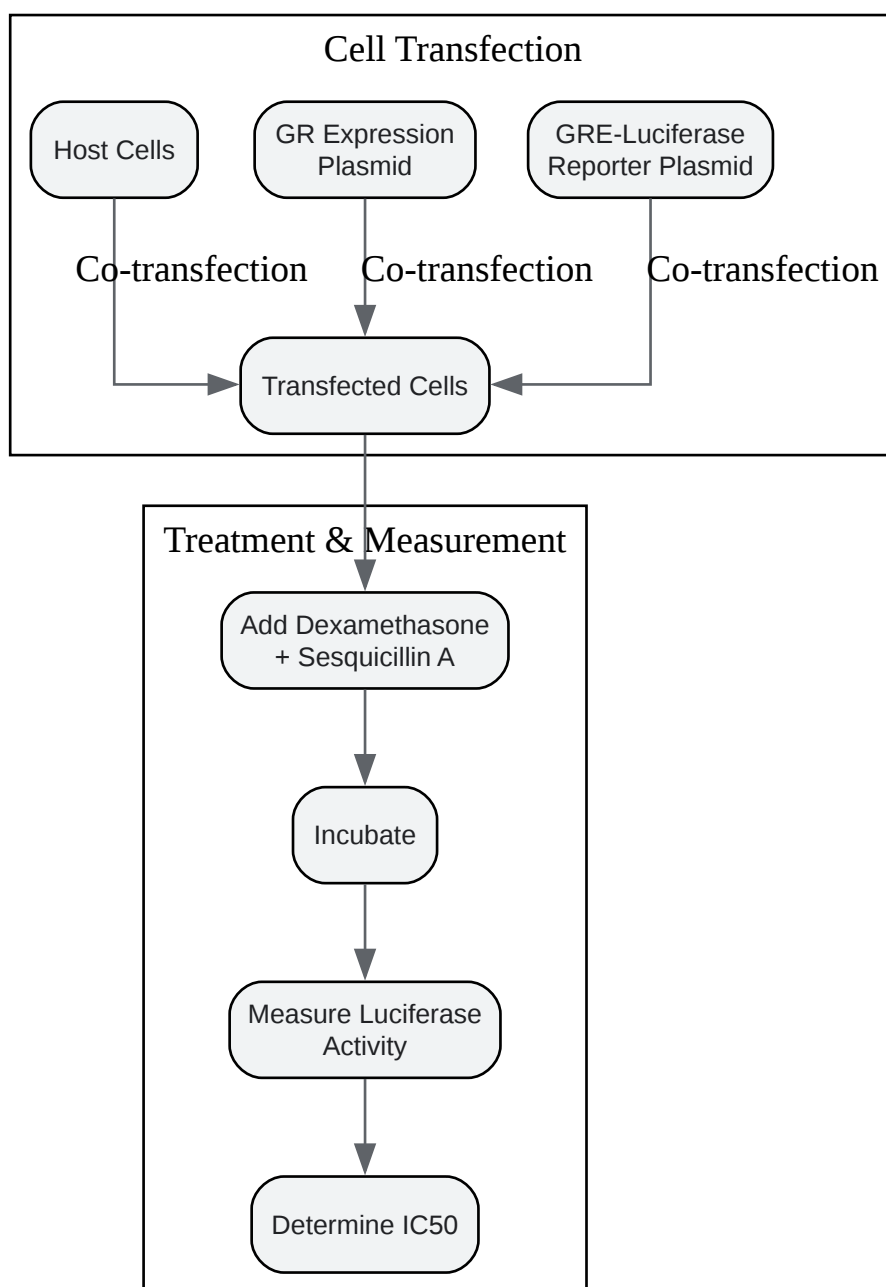 Cell Transfection
Host Cells
GR Expression
Plasmid
GRE-Luciferase
Reporter Plasmid
Co-transfection
Co-transfection
Co-transfection
Transfected Cells
Treatment & Measurement
Add Dexamethasone
+ Sesquicillin A
Incubate
Measure Luciferase
Activity
Determine IC50